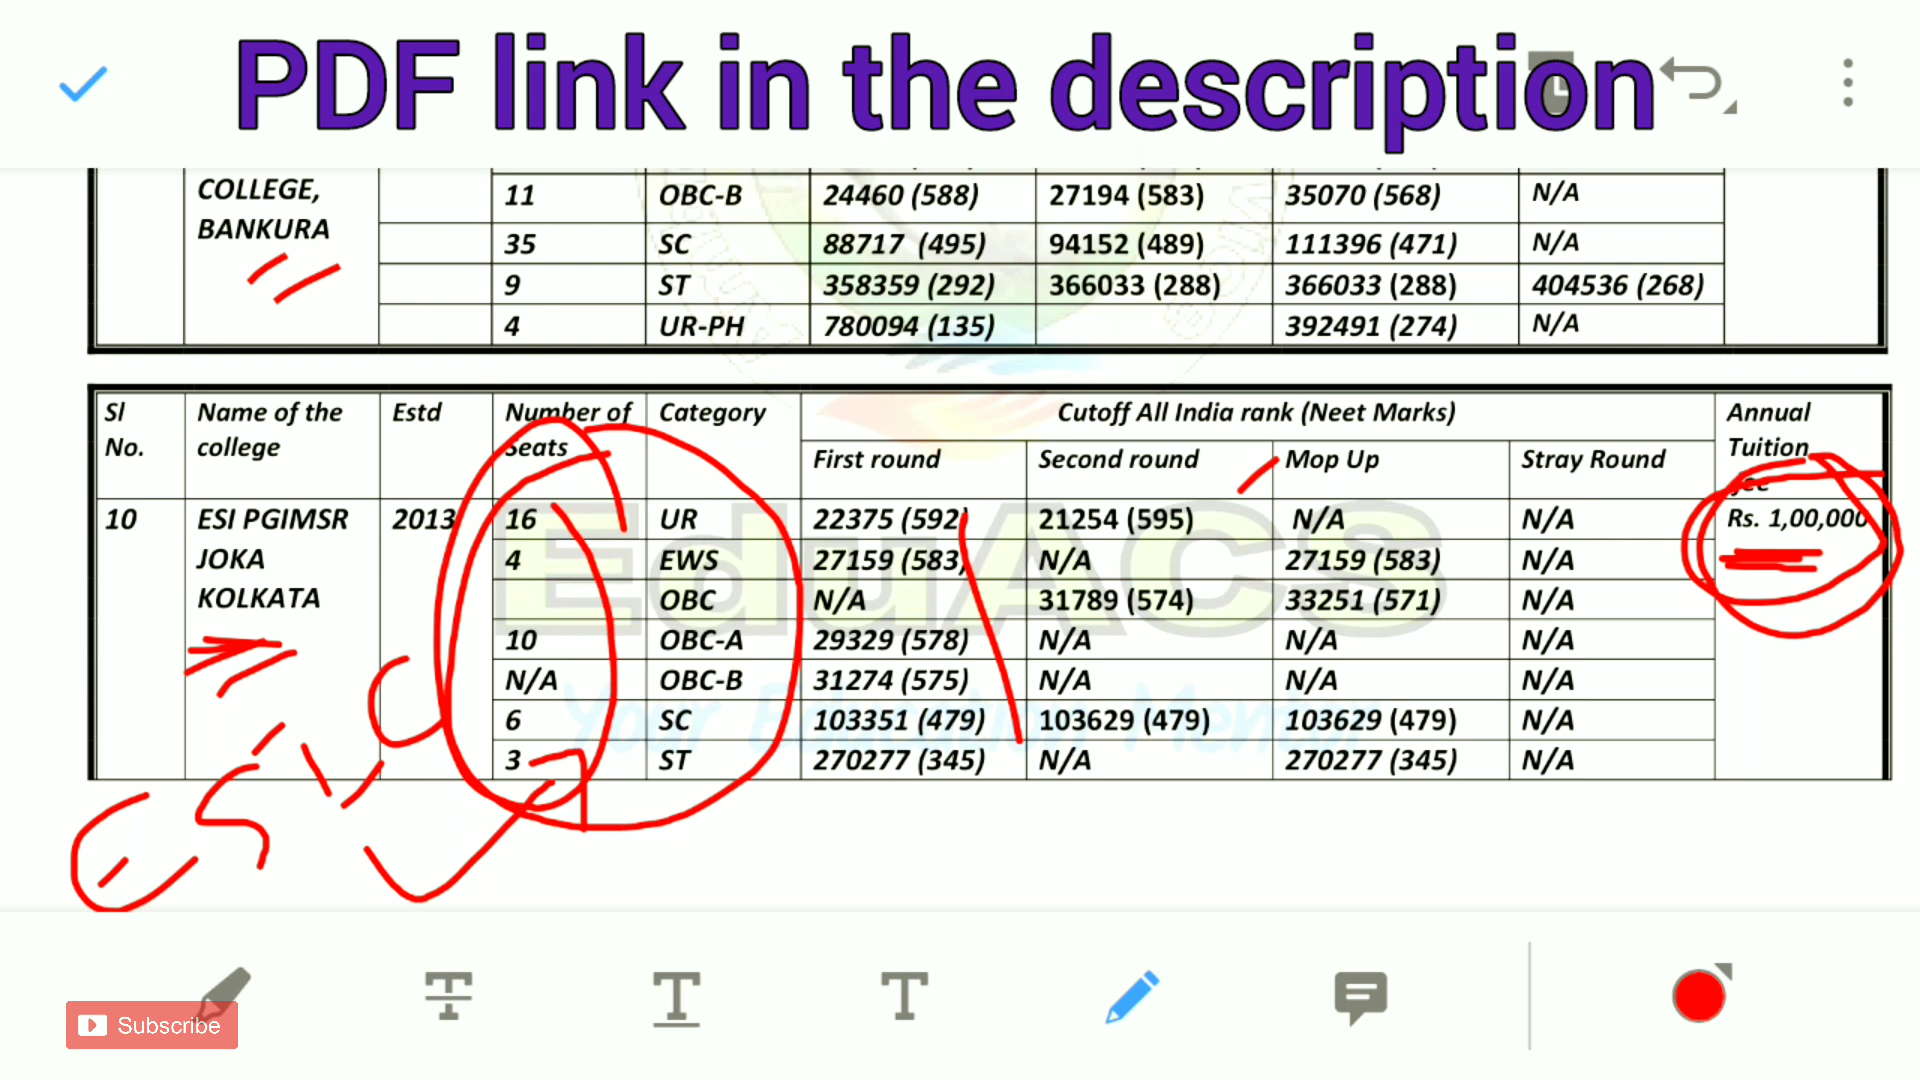 PDF link in the description
COLLEGE,
BANKURA
11 OBC-B 24460 (588) 27194 (583) 35070 (568) N/A
35 SC 88717 (495) 94152 (489) 111396 (471) N/A
9 ST 358359 (292) 366033 (288) 366033 (288) 404536 (268)
4 UR-PH 780094 (135) 392491 (274) N/A
Sl No. Name of the college Estd Number of Seats Category Cutoff All India rank (Neet Marks) Annual Tuition fee
First round Second round Mop Up Stray Round
10 ESI PGIMSR JOKA KOLKATA 2013 16 UR 22375 (592) 21254 (595) N/A N/A Rs. 1,00,000
4 EWS 27159 (583) N/A 27159 (583) N/A
OBC N/A 31789 (574) 33251 (571) N/A
10 OBC-A 29329 (578) N/A N/A N/A
N/A OBC-B 31274 (575) N/A N/A N/A
6 SC 103351 (479) 103629 (479) 103629 (479) N/A
3 ST 270277 (345) N/A 270277 (345) N/A
EduACS
Your Education Mentor
ESIC
Subscribe